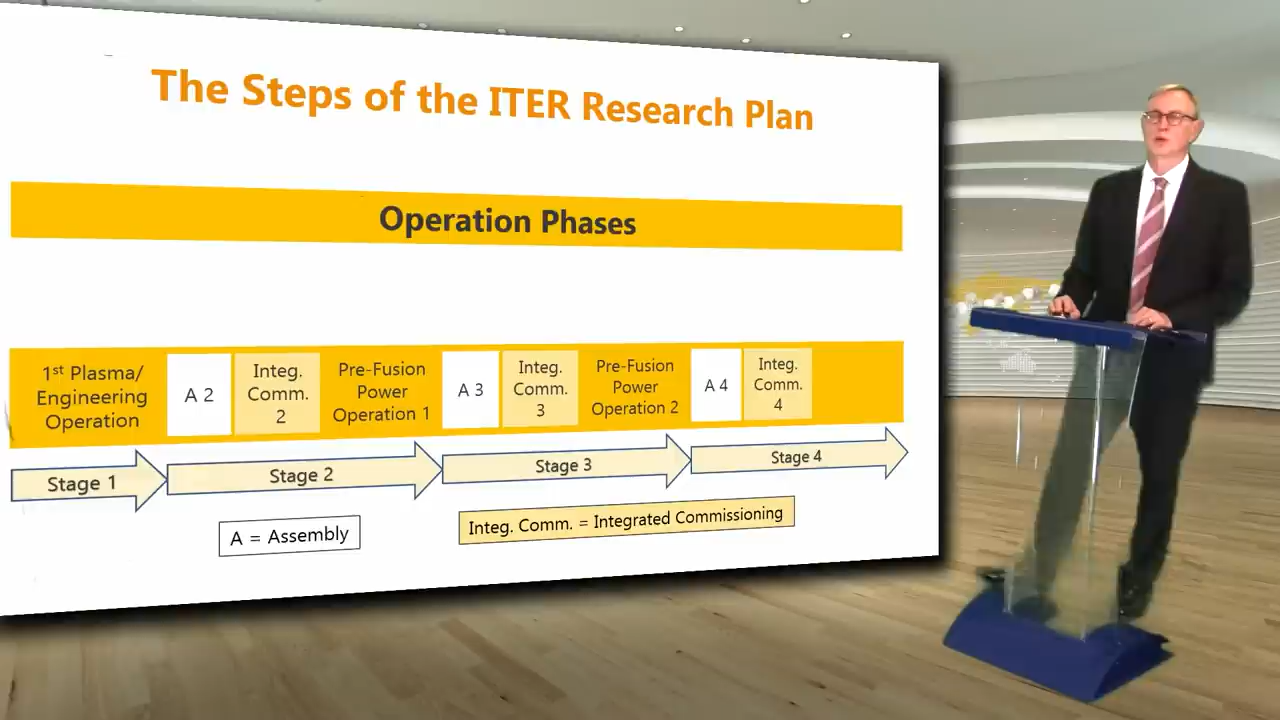 The Steps of the ITER Research Plan
Operation Phases
1st Plasma/
Engineering
Operation
A 2
Integ.
Comm.
2
Pre-Fusion
Power
Operation 1
A 3
Integ.
Comm.
3
Pre-Fusion
Power
Operation 2
A 4
Integ.
Comm.
4
Stage 1
Stage 2
Stage 3
Stage 4
A = Assembly
Integ. Comm. = Integrated Commissioning